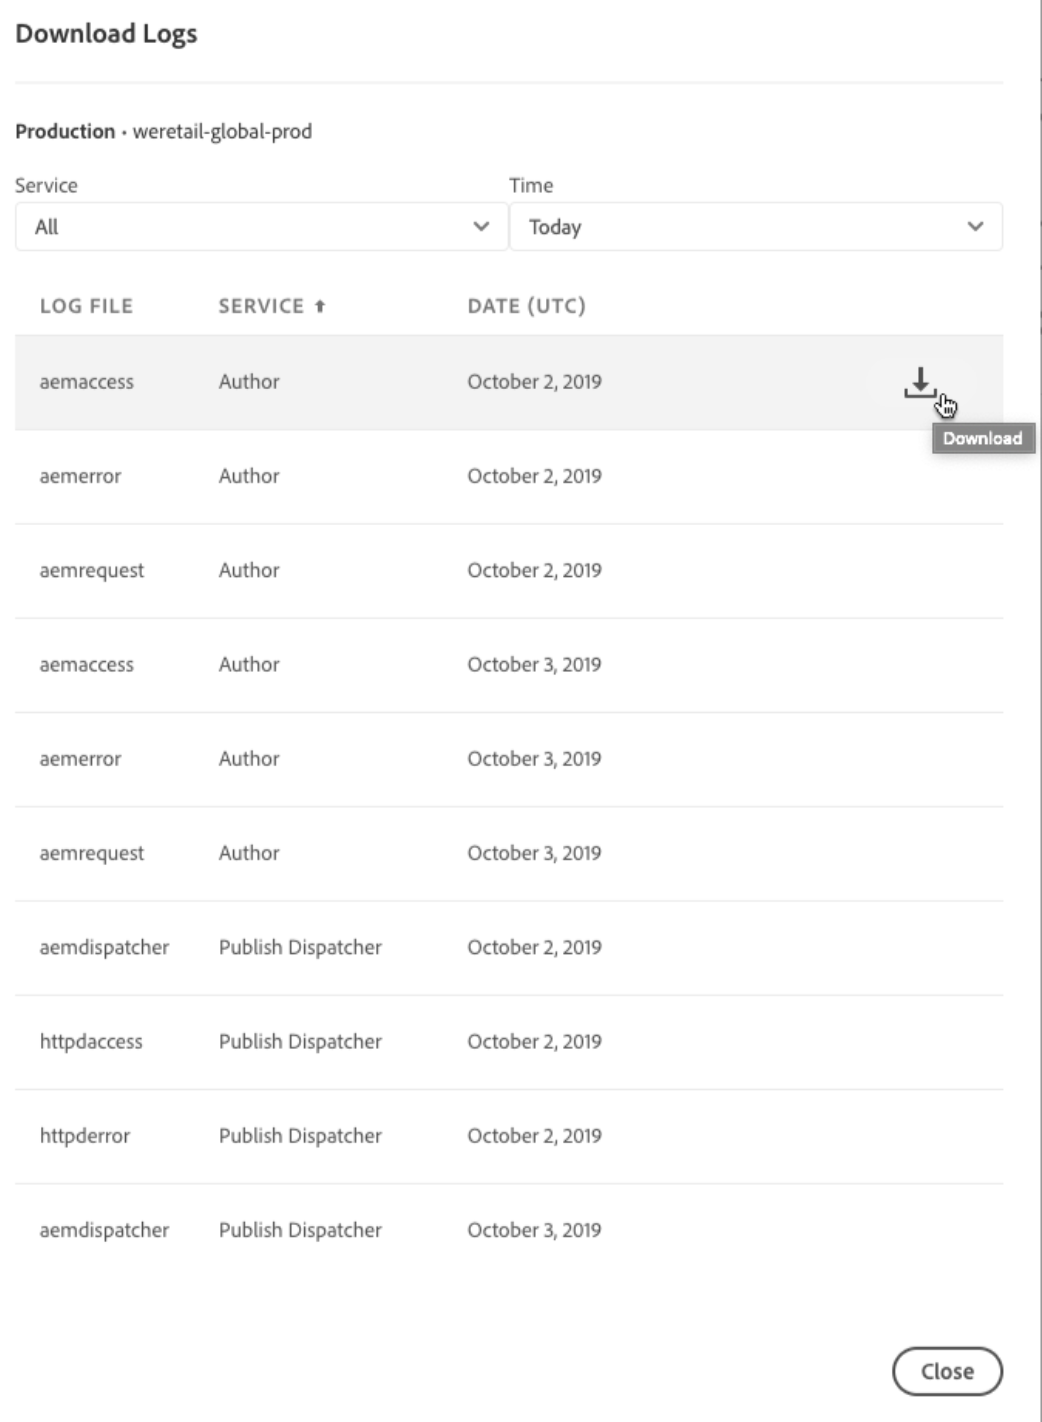 Download Logs
Production · weretail-global-prod
Service Time
All Today
LOG FILE SERVICE ↑ DATE (UTC)
aemaccess Author October 2, 2019
Download
aemerror Author October 2, 2019
aemrequest Author October 2, 2019
aemaccess Author October 3, 2019
aemerror Author October 3, 2019
aemrequest Author October 3, 2019
aemdispatcher Publish Dispatcher October 2, 2019
httpdaccess Publish Dispatcher October 2, 2019
httpderror Publish Dispatcher October 2, 2019
aemdispatcher Publish Dispatcher October 3, 2019
Close